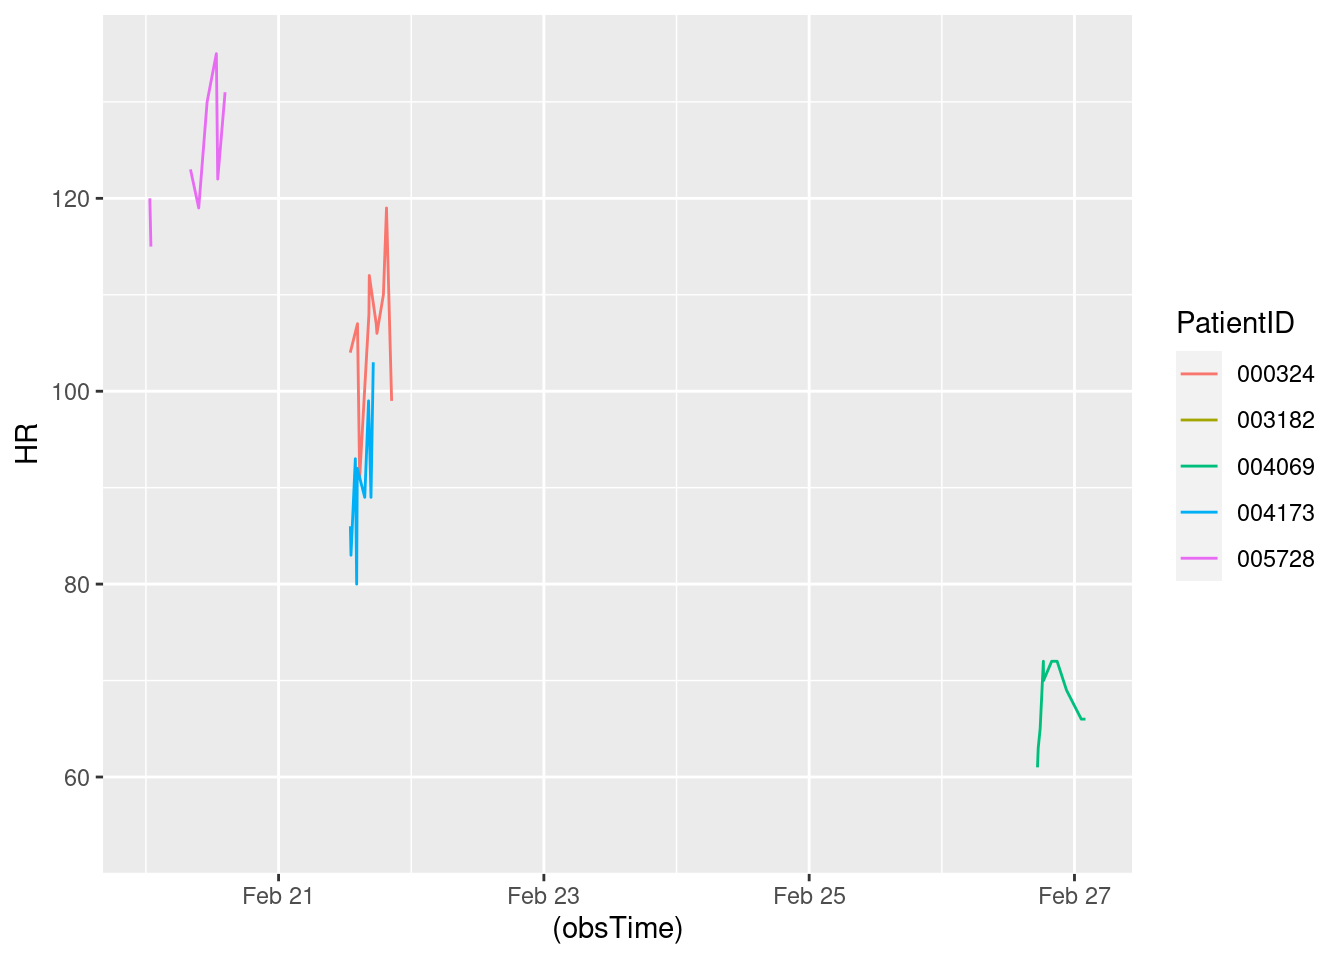 HR
120
100
80
60
Feb 21
Feb 23
Feb 25
Feb 27
(obsTime)
PatientID
000324
003182
004069
004173
005728